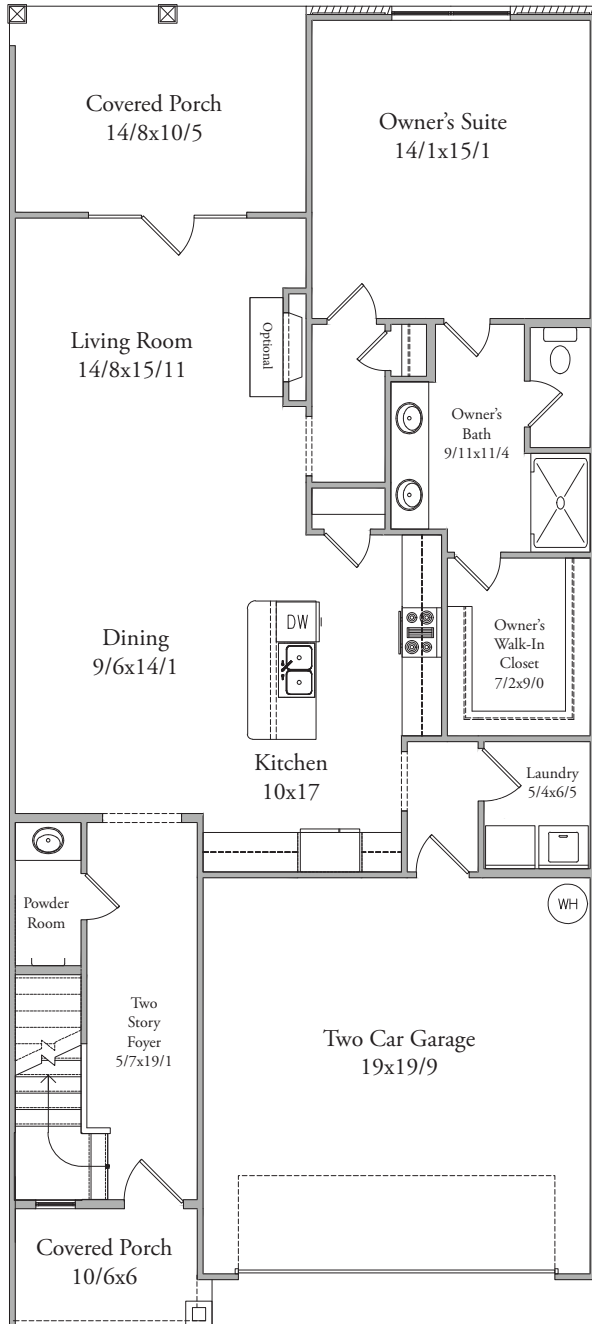 Covered Porch
14/8x10/5
Owner's Suite
14/1x15/1
Living Room
14/8x15/11
Optional
Owner's
Bath
9/11x11/4
DW
Dining
9/6x14/1
Owner's
Walk-In
Closet
7/2x9/0
Kitchen
10x17
Laundry
5/4x6/5
Powder
Room
WH
Two
Story
Foyer
5/7x19/1
Two Car Garage
19x19/9
Covered Porch
10/6x6